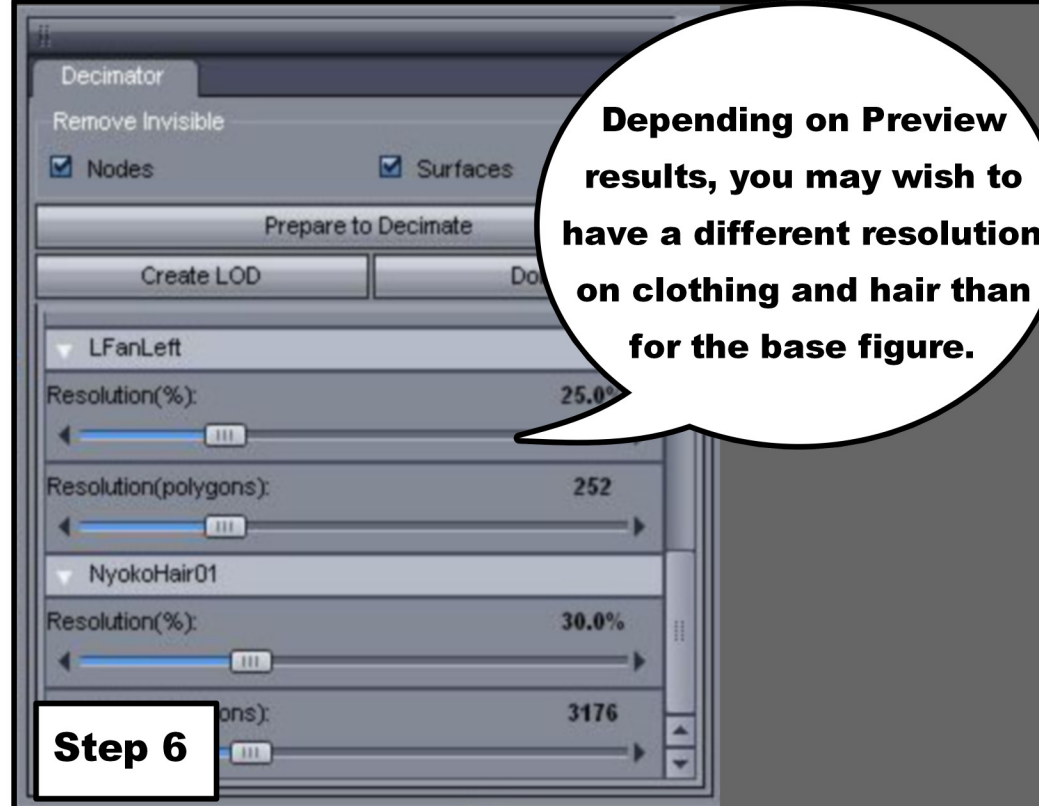 Decimator
Remove Invisible
Nodes
Surfaces
Prepare to Decimate
Create LOD
LFanLeft
Resolution(%):
25.0%
Resolution(polygons):
252
NyokoHair01
Resolution(%):
30.0%
3176
Depending on Preview
results, you may wish to
have a different resolution
on clothing and hair than
for the base figure.
Step 6